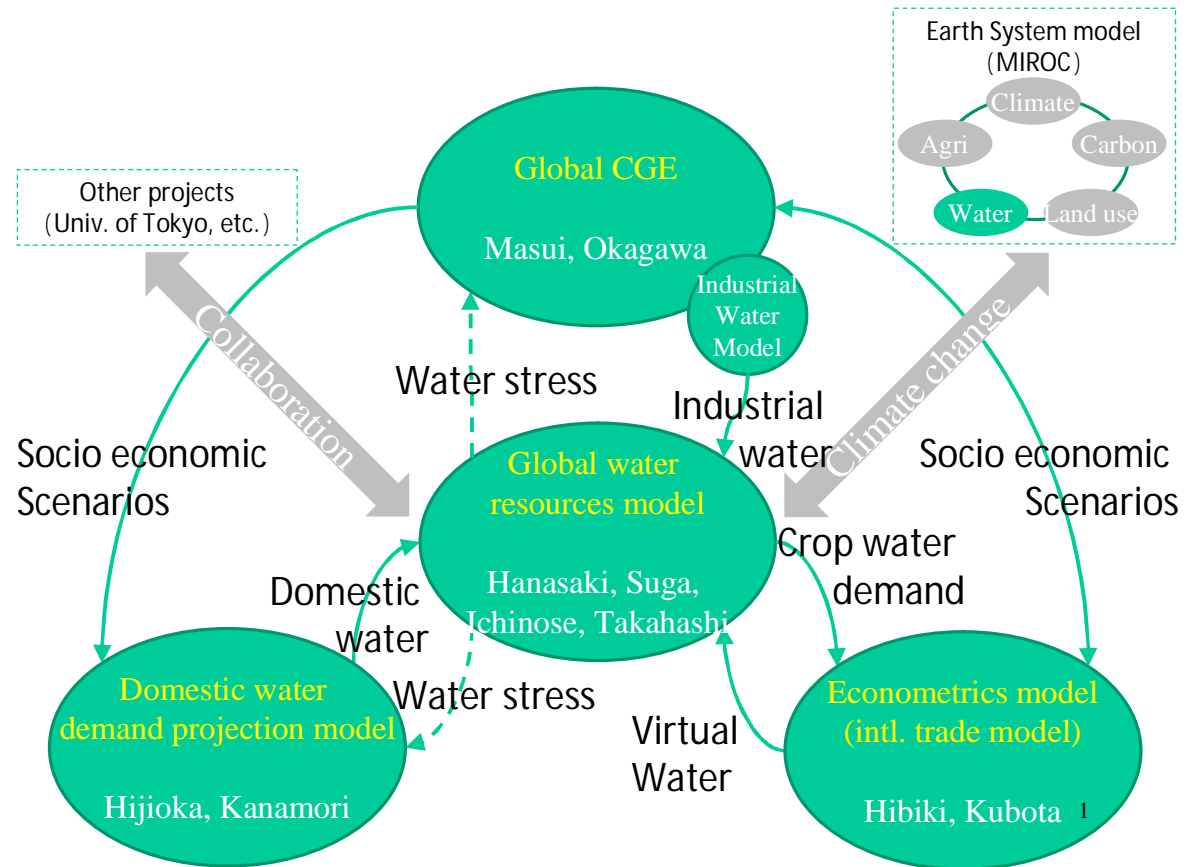 Earth System model
(MIROC)
Climate
Agri
Carbon
Water
Land use
Other projects
(Univ. of Tokyo, etc.)
Global CGE
Masui, Okagawa
Industrial
Water
Model
Collaboration
Climate change
Water stress
Industrial
water
Socio economic
Scenarios
Socio economic
Scenarios
Global water
resources model
Hanasaki, Suga,
Ichinose, Takahashi
Crop water
demand
Domestic
water
Water stress
Domestic water
demand projection model
Hijioka, Kanamori
Virtual
Water
Econometrics model
(intl. trade model)
Hibiki, Kubota
1